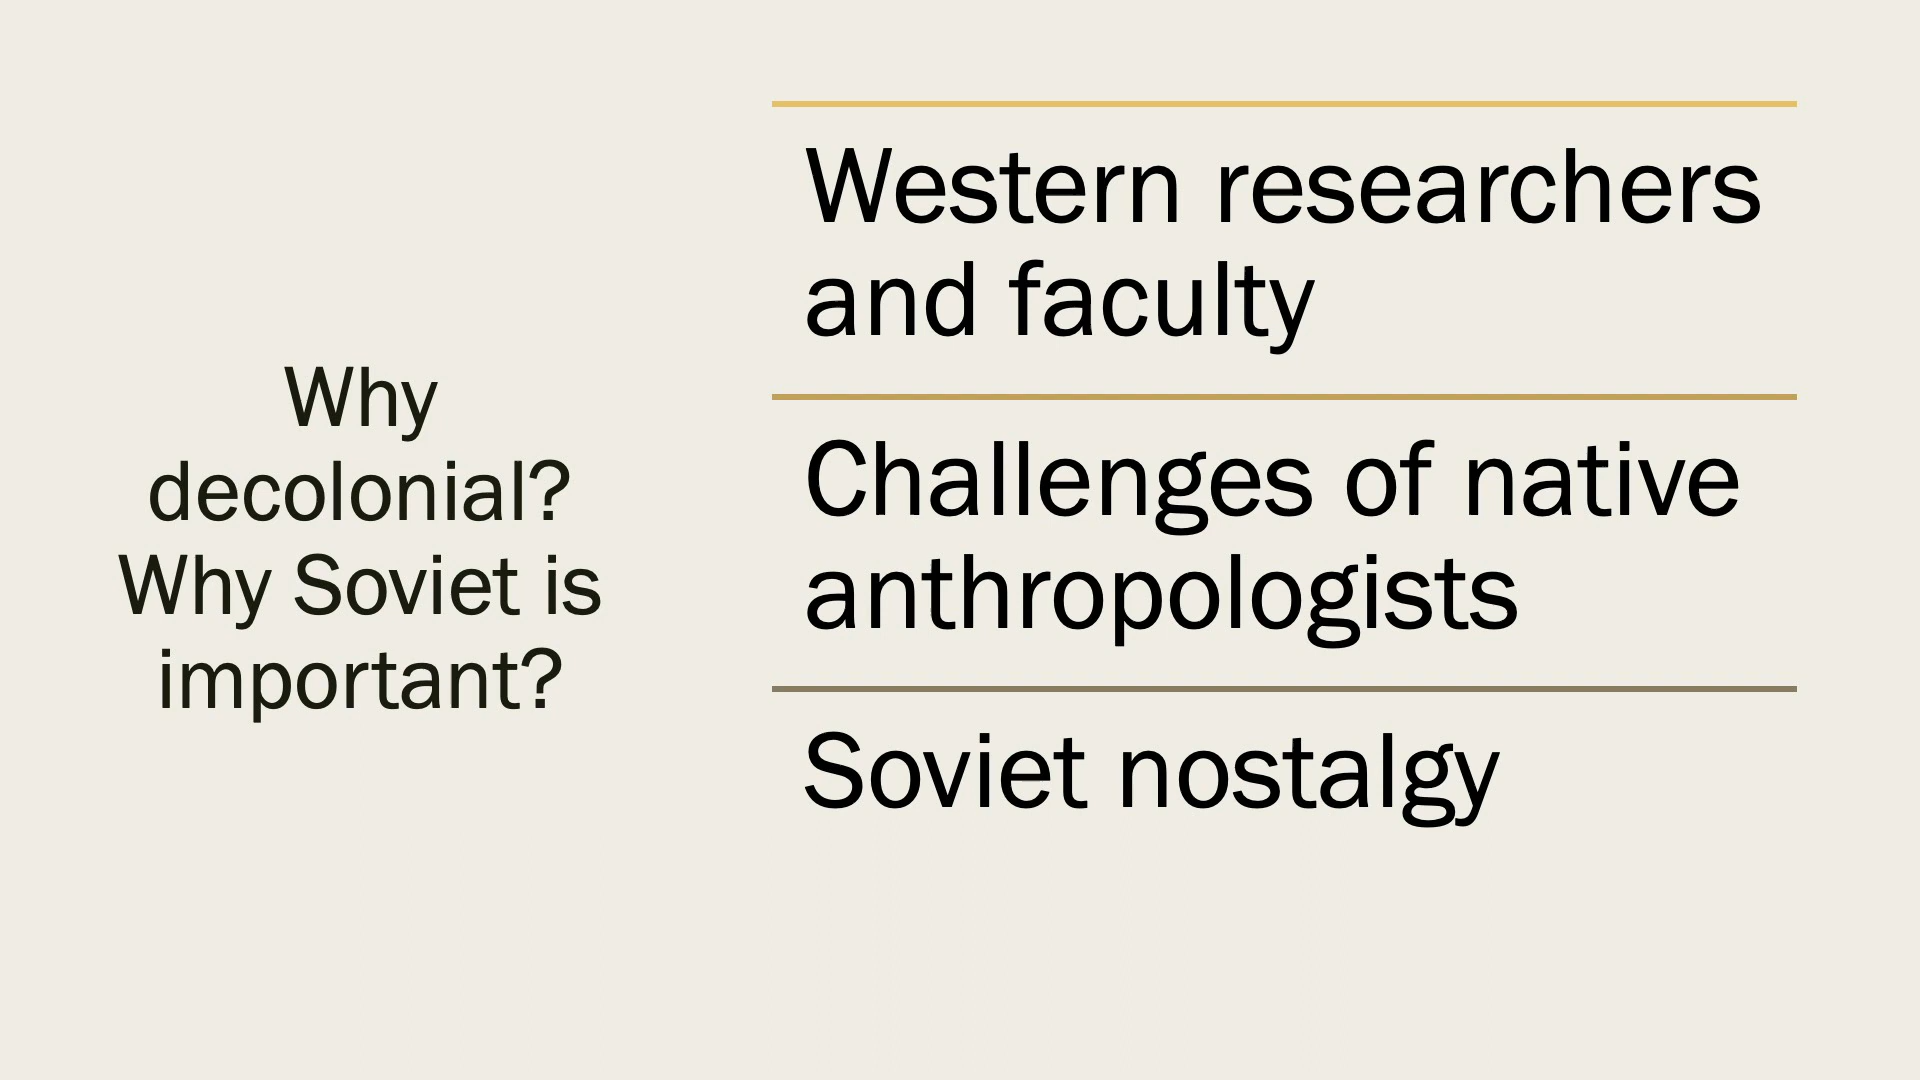 Why
decolonial?
Why Soviet is
important?
Western researchers
and faculty
Challenges of native
anthropologists
Soviet nostalgy